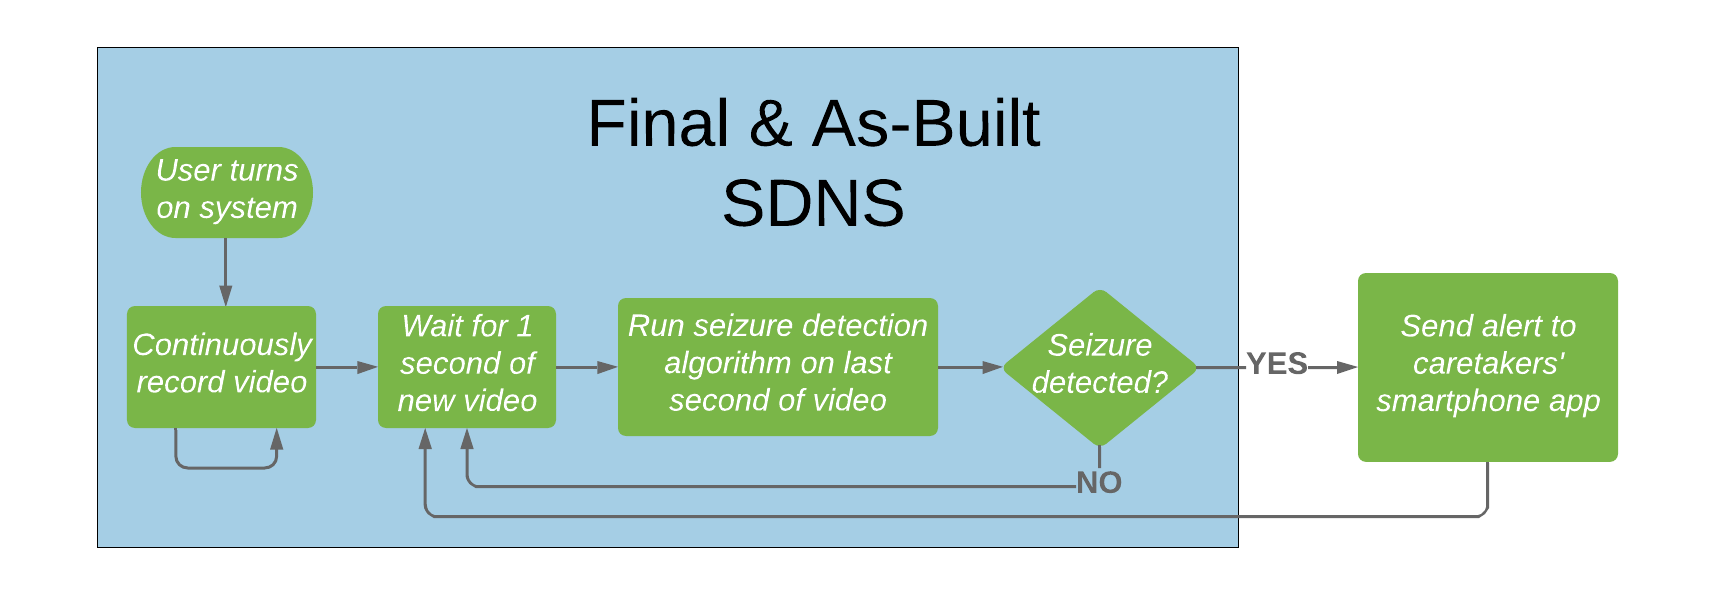 Final & As-Built
SDNS
User turns
on system
Continuously
record video
Wait for 1
second of
new video
Run seizure detection
algorithm on last
second of video
Seizure
detected?
YES
NO
Send alert to
caretakers'
smartphone app